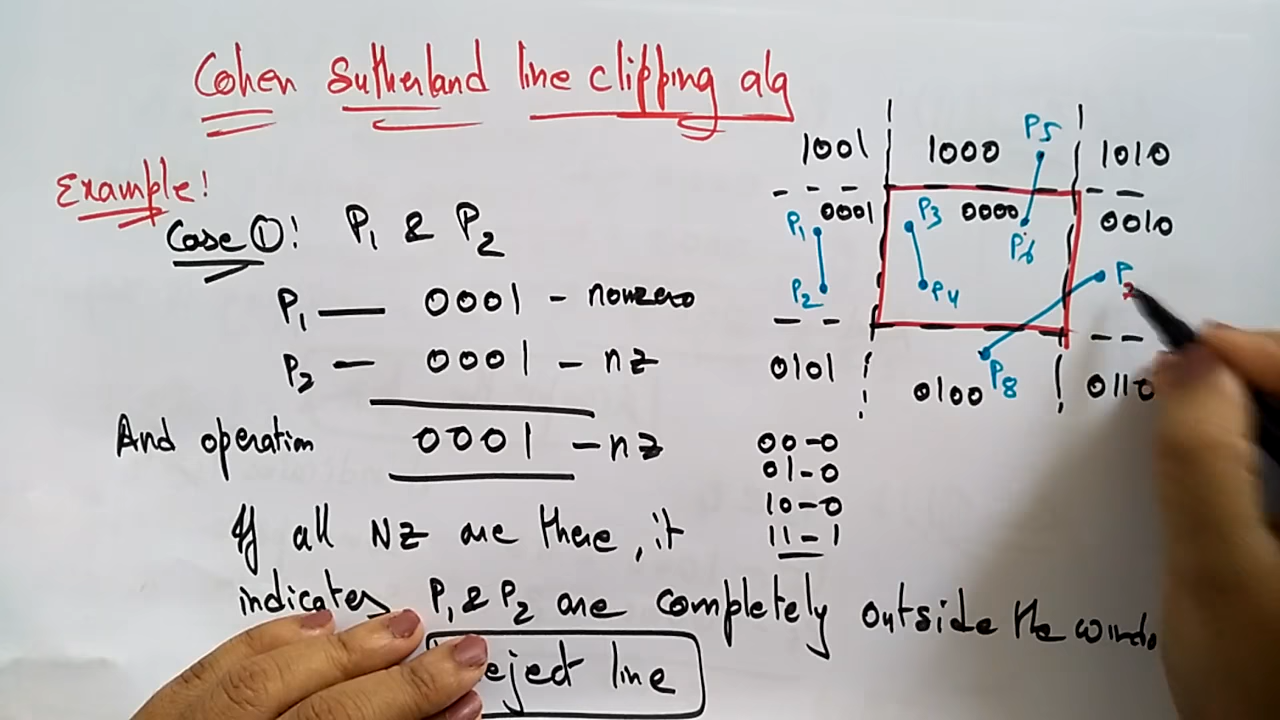 Cohen Sutherland line clipping alg
Example!
Case ①! P1 & P2
P1 — 0001 - nonzero
P2 — 0001 - nz
And operation 0001 - nz
If all NZ are there, it
indicates P1 & P2 are completely outside the windo
eject line
1001 1000 P5 1010
P1 0001 P3 0000 P6 0010
P2 P4 P
0101 0100 P8 0110
00-0
01-0
10-0
11-1